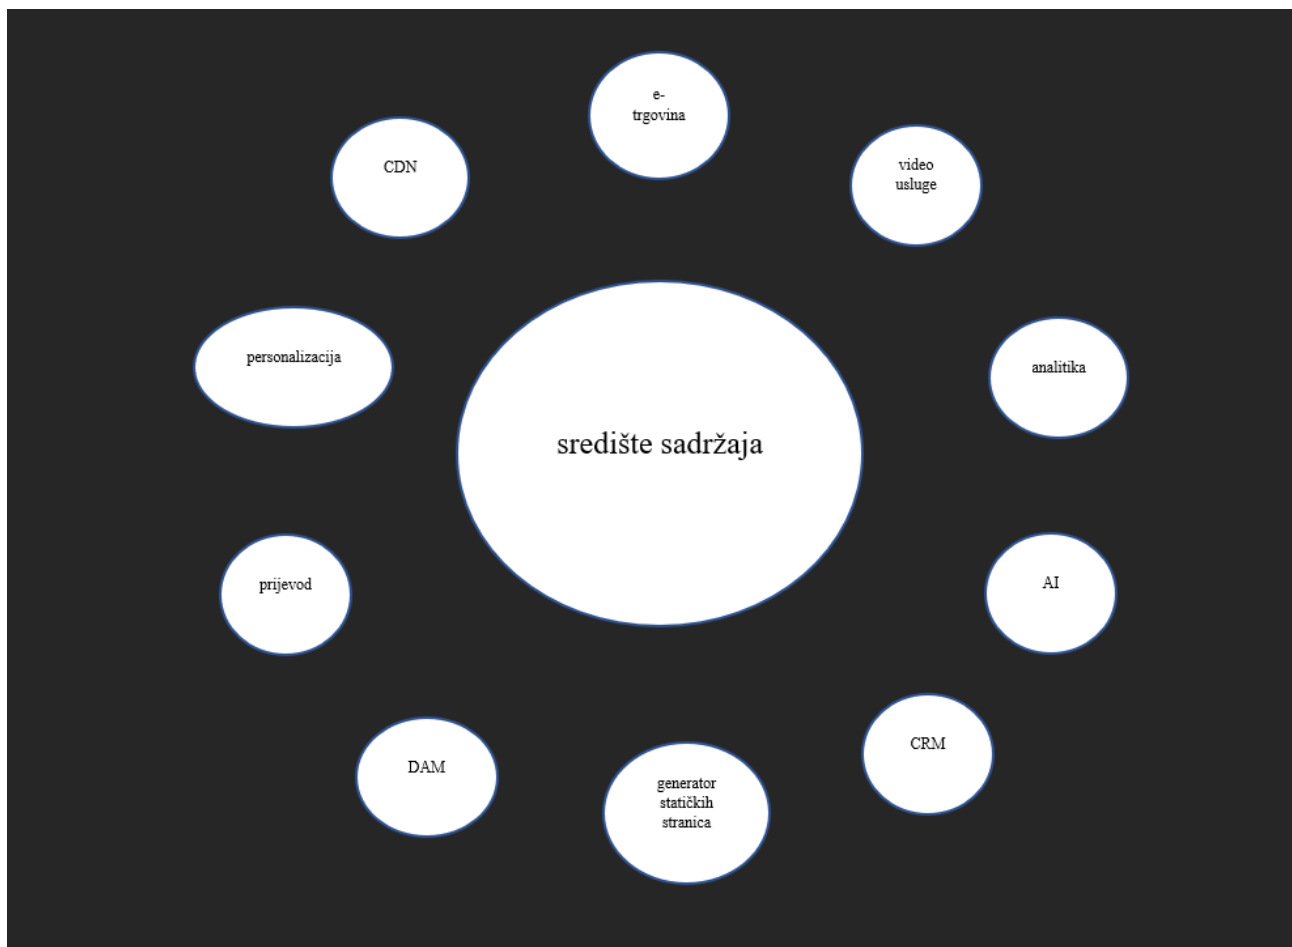 e-
trgovina
CDN
video
usluge
personalizacija
analitika
središte sadržaja
prijevod
AI
DAM
generator
statičkih
stranica
CRM